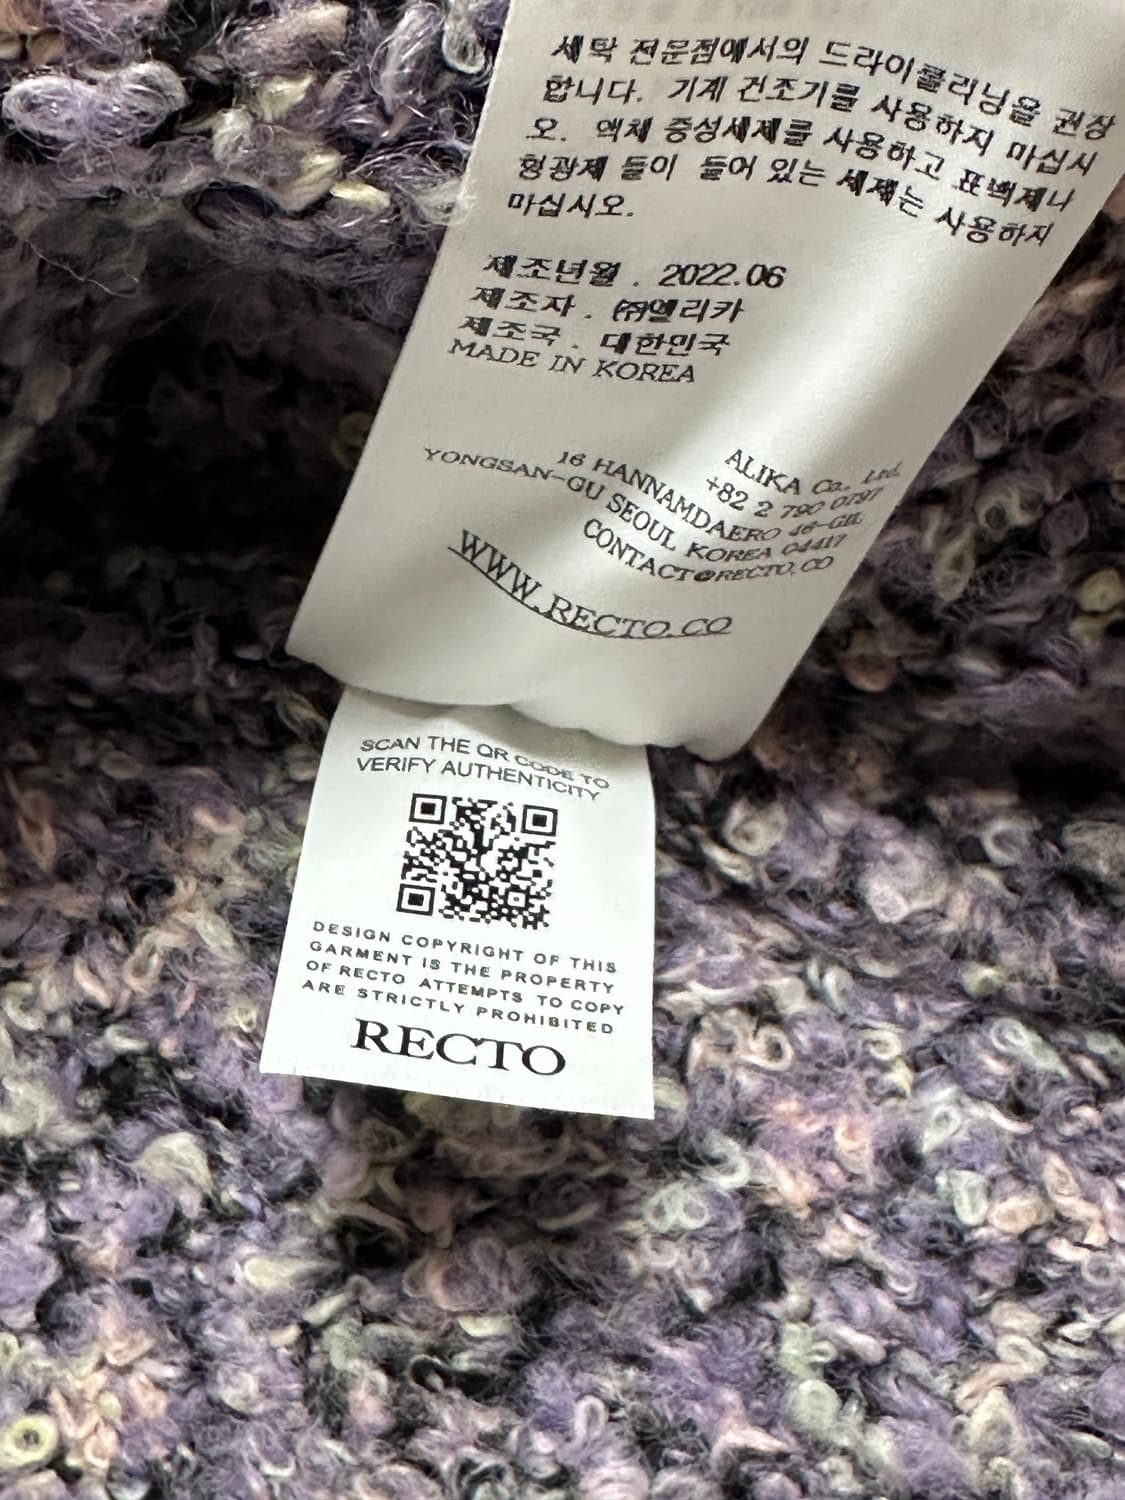 세탁 전문점에서의 드라이클리닝을 권장
합니다. 기계 건조기를 사용하지 마십시
오. 액체 중성세제를 사용하고 표백제나
형광제 들이 들어 있는 세제는 사용하지
마십시오.
제조년월 . 2022.06
제조자 . ㈜엘리카
제조국 . 대한민국
MADE IN KOREA
ALIKA Co., Ltd.
+82 2 790 0797
16 HANNAMDAERO 46-GIL
YONGSAN-GU SEOUL KOREA 04417
CONTACT@RECTO.CO
WWW.RECTO.CO
SCAN THE QR CODE TO
VERIFY AUTHENTICITY
DESIGN COPYRIGHT OF THIS
GARMENT IS THE PROPERTY
OF RECTO ATTEMPTS TO COPY
ARE STRICTLY PROHIBITED
RECTO